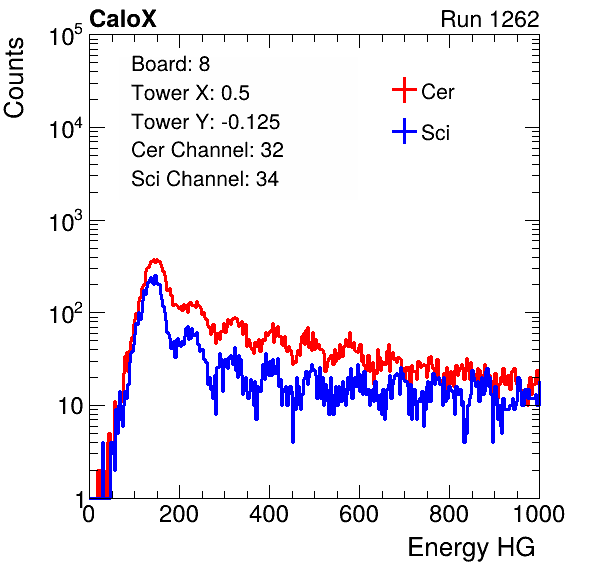 CaloX Run 1262
Counts
Board: 8
Tower X: 0.5
Tower Y: -0.125
Cer Channel: 32
Sci Channel: 34
Cer
Sci
10^5
10^4
10^3
10^2
10
1
0 200 400 600 800 1000
Energy HG